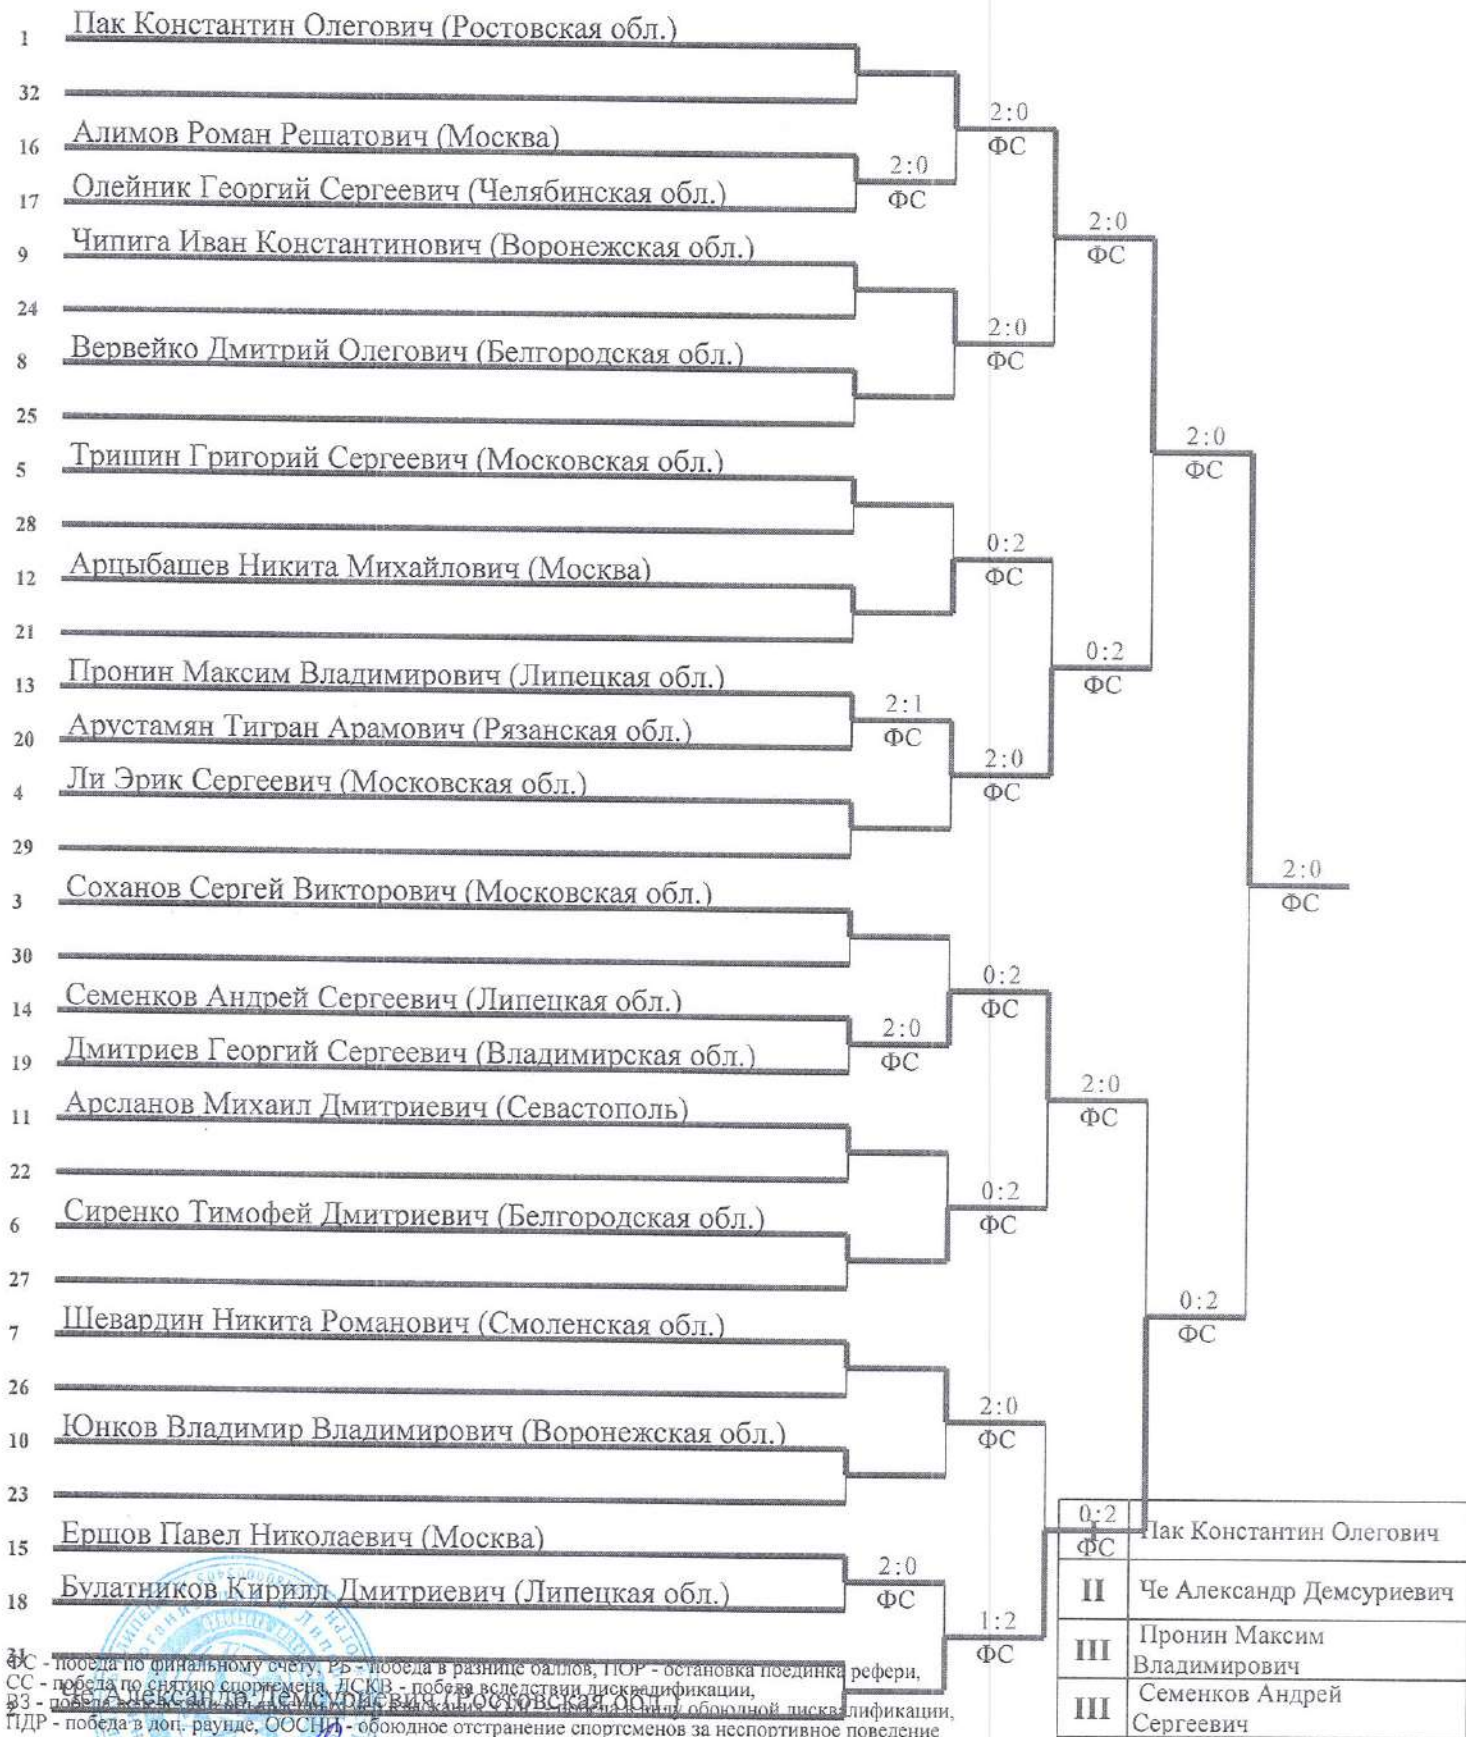 1 Пак Константин Олегович (Ростовская обл.)
32
2:0
ФС
16 Алимов Роман Решатович (Москва)
2:0
ФС
17 Олейник Георгий Сергеевич (Челябинская обл.)
2:0
ФС
9 Чипига Иван Константинович (Воронежская обл.)
24
2:0
ФС
8 Вервейко Дмитрий Олегович (Белгородская обл.)
25
2:0
ФС
5 Тришин Григорий Сергеевич (Московская обл.)
28
0:2
ФС
12 Арцыбашев Никита Михайлович (Москва)
21
0:2
ФС
13 Пронин Максим Владимирович (Липецкая обл.)
2:1
ФС
20 Арустамян Тигран Арамович (Рязанская обл.)
2:0
ФС
4 Ли Эрик Сергеевич (Московская обл.)
29
2:0
ФС
3 Соханов Сергей Викторович (Московская обл.)
30
0:2
ФС
14 Семенков Андрей Сергеевич (Липецкая обл.)
2:0
ФС
19 Дмитриев Георгий Сергеевич (Владимирская обл.)
2:0
ФС
11 Арсланов Михаил Дмитриевич (Севастополь)
22
0:2
ФС
6 Сиренко Тимофей Дмитриевич (Белгородская обл.)
27
0:2
ФС
7 Шевардин Никита Романович (Смоленская обл.)
26
2:0
ФС
10 Юнков Владимир Владимирович (Воронежская обл.)
23
0:2
ФС
I Пак Константин Олегович
15 Ершов Павел Николаевич (Москва)
2:0
ФС
18 Булатников Кирилл Дмитриевич (Липецкая обл.)
II Че Александр Демсуриевич
1:2
ФС
III Пронин Максим
Владимирович
31
ФС - победа по финальному счету, РБ - победа в разнице баллов, ПОР - остановка поединка рефери,
СС - победа по снятию спортсмена, ДСКВ - победа вследствии дисквалификации,
Че Александр Демсуриевич (Ростовская обл.)
ВЗ - победа обоюдной дисквалификации,
ПДР - победа в доп. раунде, ООСНП - обоюдное отстранение спортсменов за неспортивное поведение
III Семенков Андрей
Сергеевич